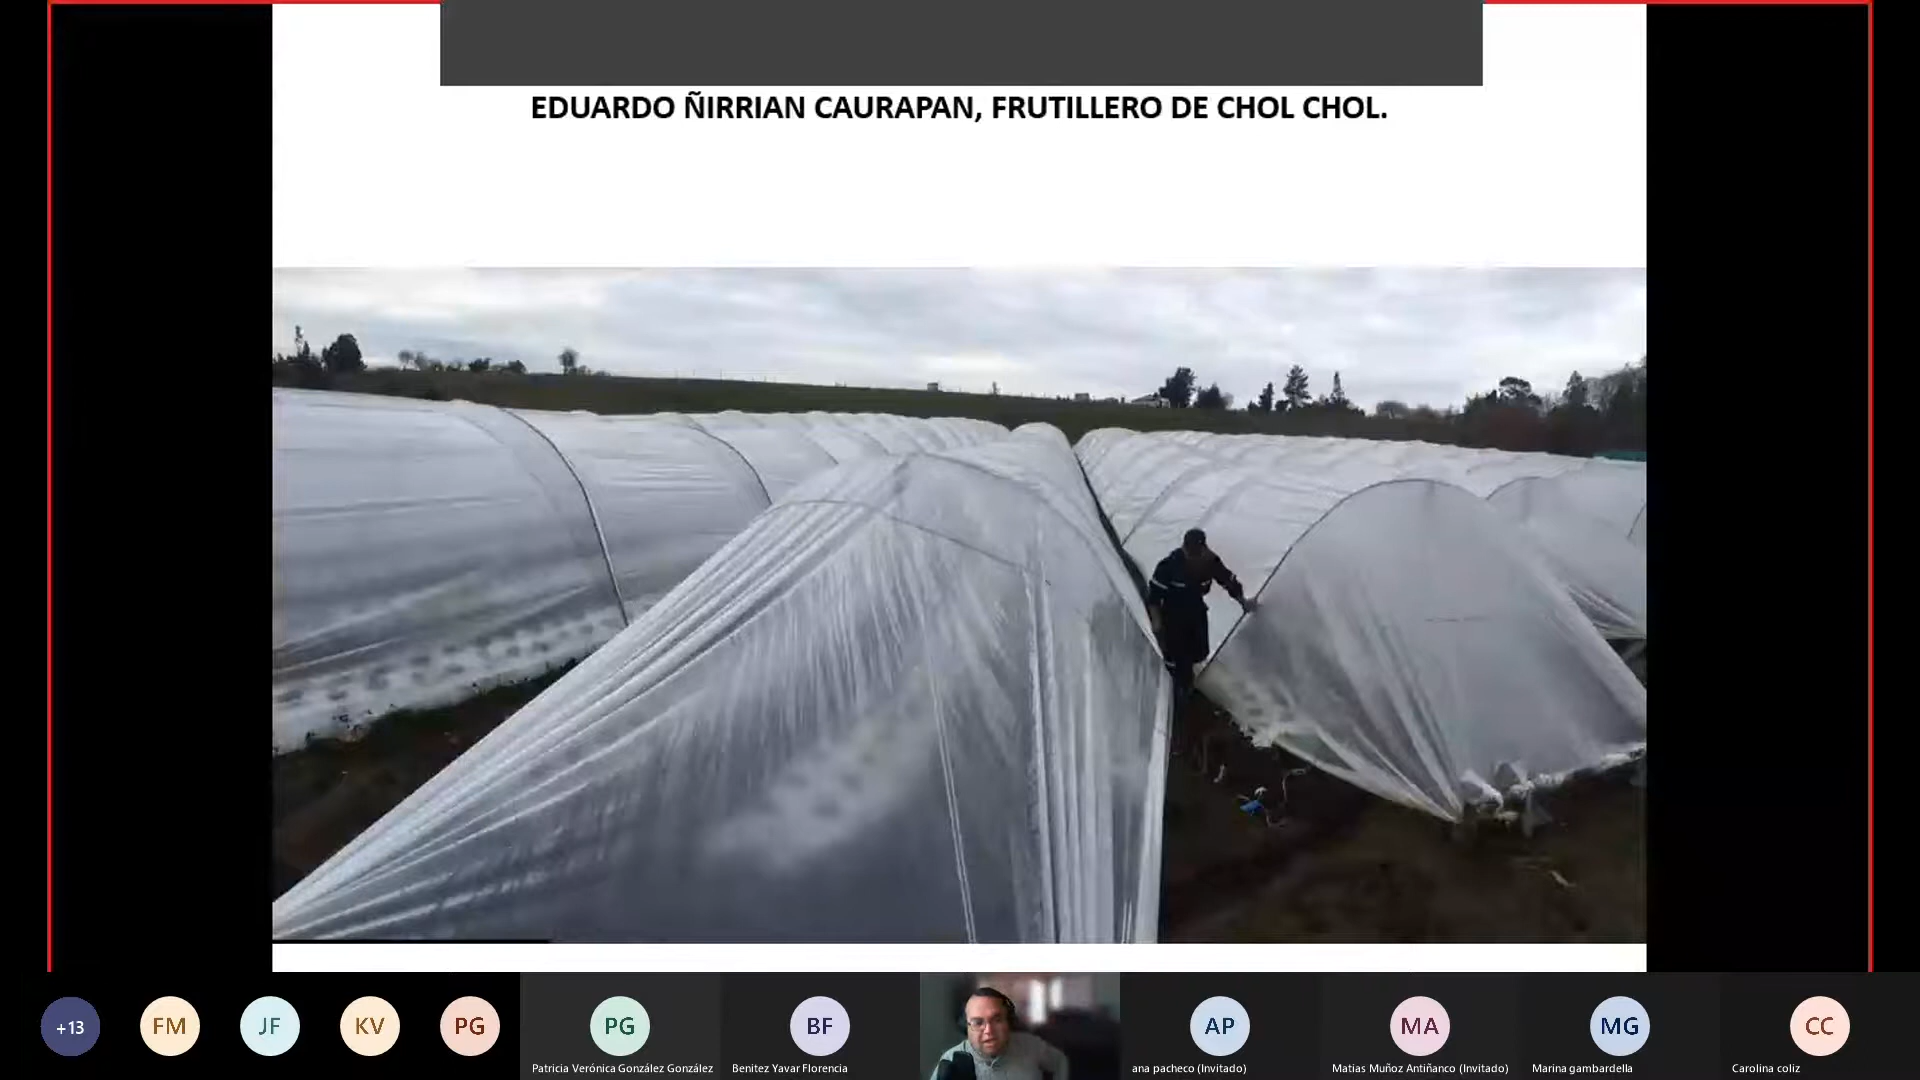 EDUARDO ÑIRRIAN CAURAPAN, FRUTILLERO DE CHOL CHOL.
+13
FM
JF
KV
PG
PG
BF
AP
MA
MG
CC
Patricia Verónica González González
Benitez Yavar Florencia
ana pacheco (Invitado)
Matias Muñoz Antiñanco (Invitado)
Marina gambardella
Carolina coliz